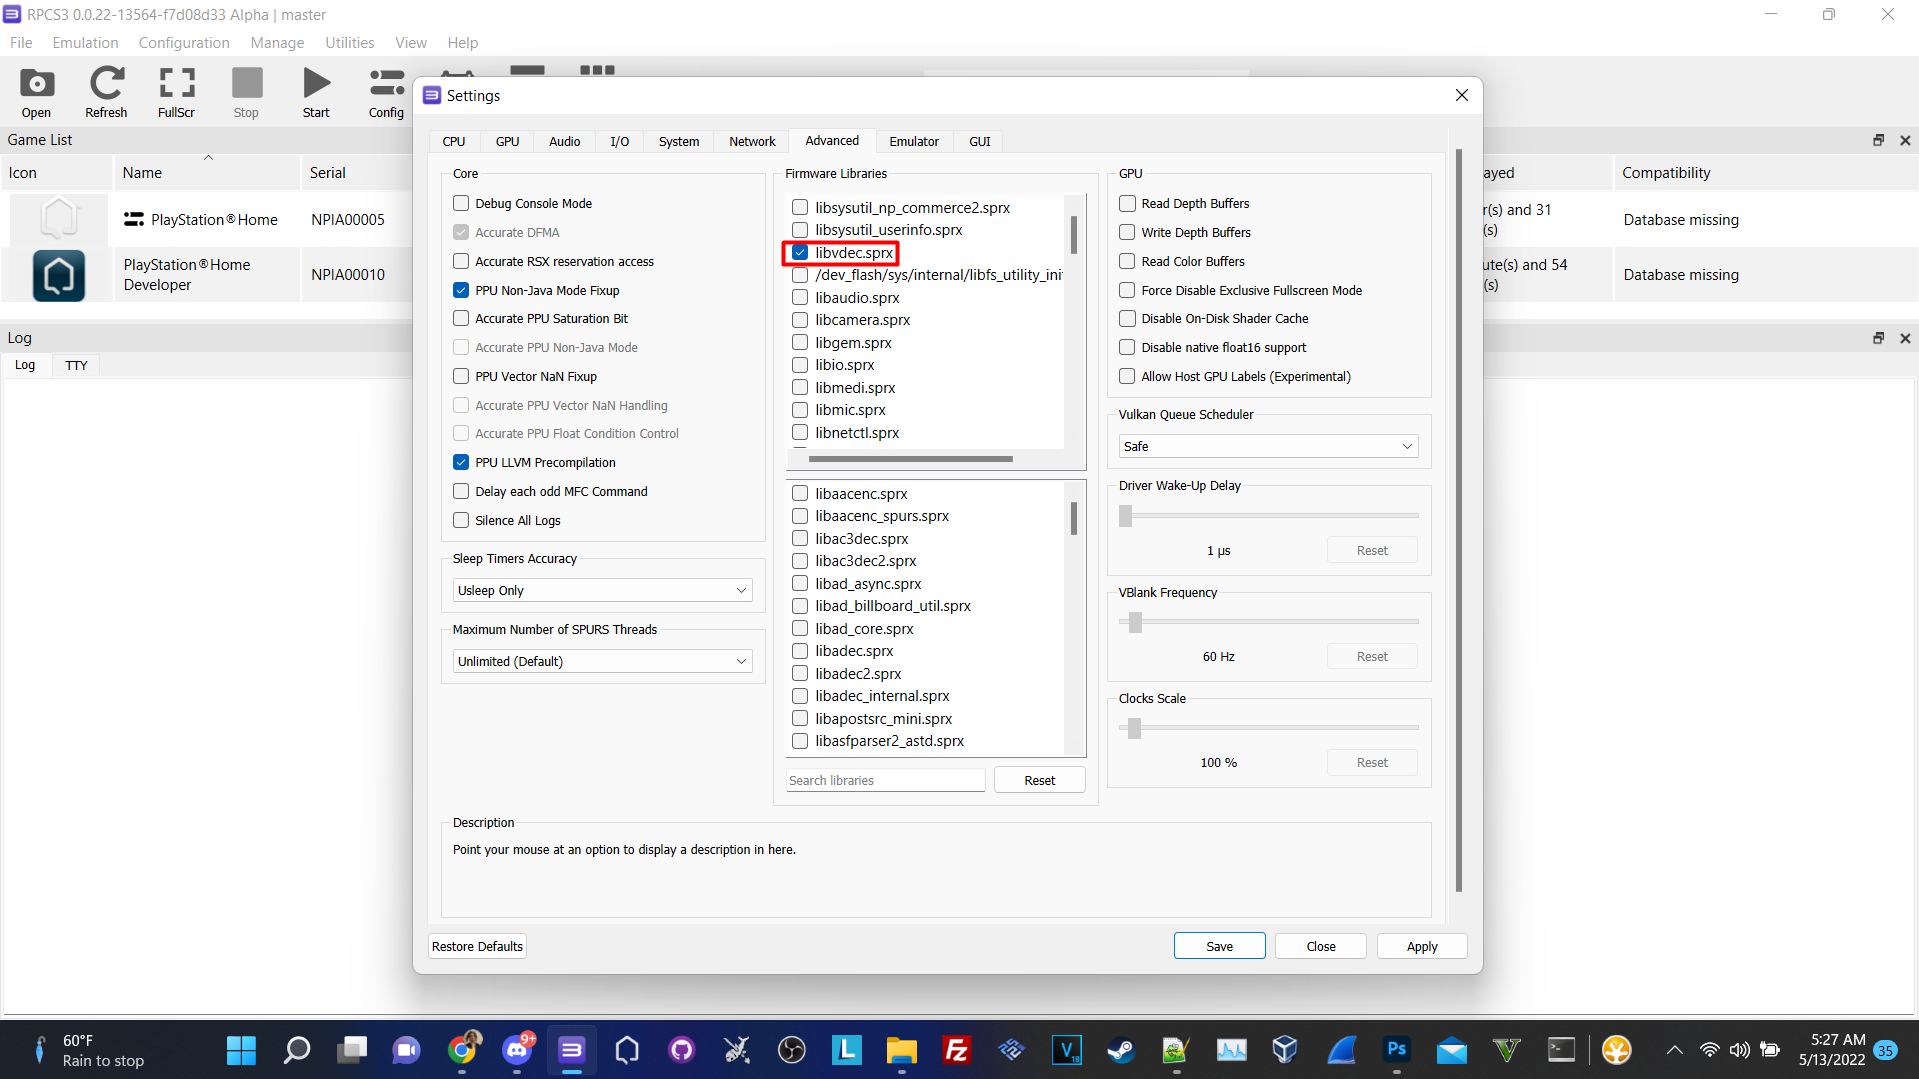 RPCS3 0.0.22-13564-f7d08d33 Alpha | master
File Emulation Configuration Manage Utilities View Help
Open Refresh FullScr Stop Start Config
Game List
Icon Name Serial
PlayStation®Home NPIA00005
PlayStation®Home
Developer
NPIA00010
ayed Compatibility
r(s) and 31
(s)
Database missing
ute(s) and 54
(s)
Database missing
Log
Log TTY
Settings
CPU GPU Audio I/O System Network Advanced Emulator GUI
Core
Debug Console Mode
Accurate DFMA
Accurate RSX reservation access
PPU Non-Java Mode Fixup
Accurate PPU Saturation Bit
Accurate PPU Non-Java Mode
PPU Vector NaN Fixup
Accurate PPU Vector NaN Handling
Accurate PPU Float Condition Control
PPU LLVM Precompilation
Delay each odd MFC Command
Silence All Logs
Sleep Timers Accuracy
Usleep Only
Maximum Number of SPURS Threads
Unlimited (Default)
Firmware Libraries
libsysutil_np_commerce2.sprx
libsysutil_userinfo.sprx
libvdec.sprx
/dev_flash/sys/internal/libfs_utility_ini
libaudio.sprx
libcamera.sprx
libgem.sprx
libio.sprx
libmedi.sprx
libmic.sprx
libnetctl.sprx
libaacenc.sprx
libaacenc_spurs.sprx
libac3dec.sprx
libac3dec2.sprx
libad_async.sprx
libad_billboard_util.sprx
libad_core.sprx
libadec.sprx
libadec2.sprx
libadec_internal.sprx
libapostsrc_mini.sprx
libasfparser2_astd.sprx
Search libraries Reset
GPU
Read Depth Buffers
Write Depth Buffers
Read Color Buffers
Force Disable Exclusive Fullscreen Mode
Disable On-Disk Shader Cache
Disable native float16 support
Allow Host GPU Labels (Experimental)
Vulkan Queue Scheduler
Safe
Driver Wake-Up Delay
1 µs Reset
VBlank Frequency
60 Hz Reset
Clocks Scale
100 % Reset
Description
Point your mouse at an option to display a description in here.
Restore Defaults Save Close Apply
60°F
Rain to stop
9+
L
Fz
V
18
Ps
5:27 AM
5/13/2022
35